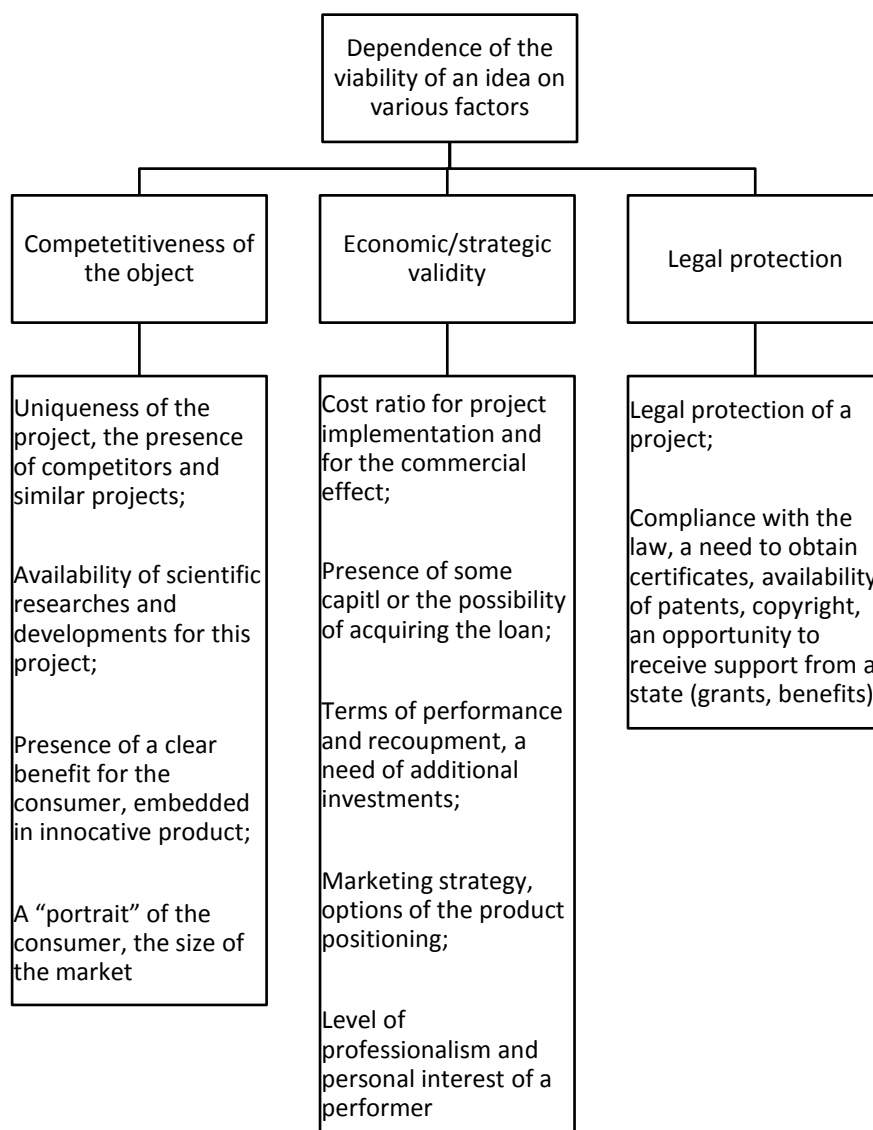 Dependence of the
viability of an idea on
various factors
Competetitiveness of
the object
Economic/strategic
validity
Legal protection
Uniqueness of the
project, the presence
of competitors and
similar projects;
Availability of scientific
researches and
developments for this
project;
Presence of a clear
benefit for the
consumer, embedded
in innocative product;
A “portrait” of the
consumer, the size of
the market
Cost ratio for project
implementation and
for the commercial
effect;
Presence of some
capitl or the possibility
of acquiring the loan;
Terms of performance
and recoupment, a
need of additional
investments;
Marketing strategy,
options of the product
positioning;
Level of
professionalism and
personal interest of a
performer
Legal protection of a
project;
Compliance with the
law, a need to obtain
certificates, availability
of patents, copyright,
an opportunity to
receive support from a
state (grants, benefits)